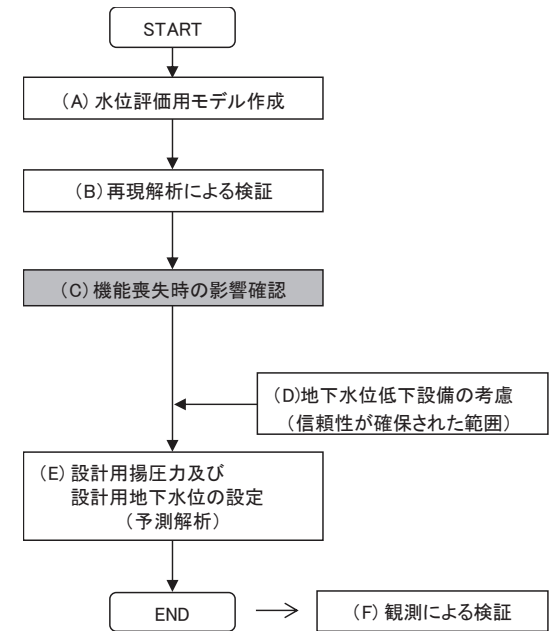 START
(A) 水位評価用モデル作成
(B) 再現解析による検証
(C) 機能喪失時の影響確認
(D)地下水位低下設備の考慮
(信頼性が確保された範囲)
(E) 設計用揚圧力及び
設計用地下水位の設定
(予測解析)
END
(F) 観測による検証